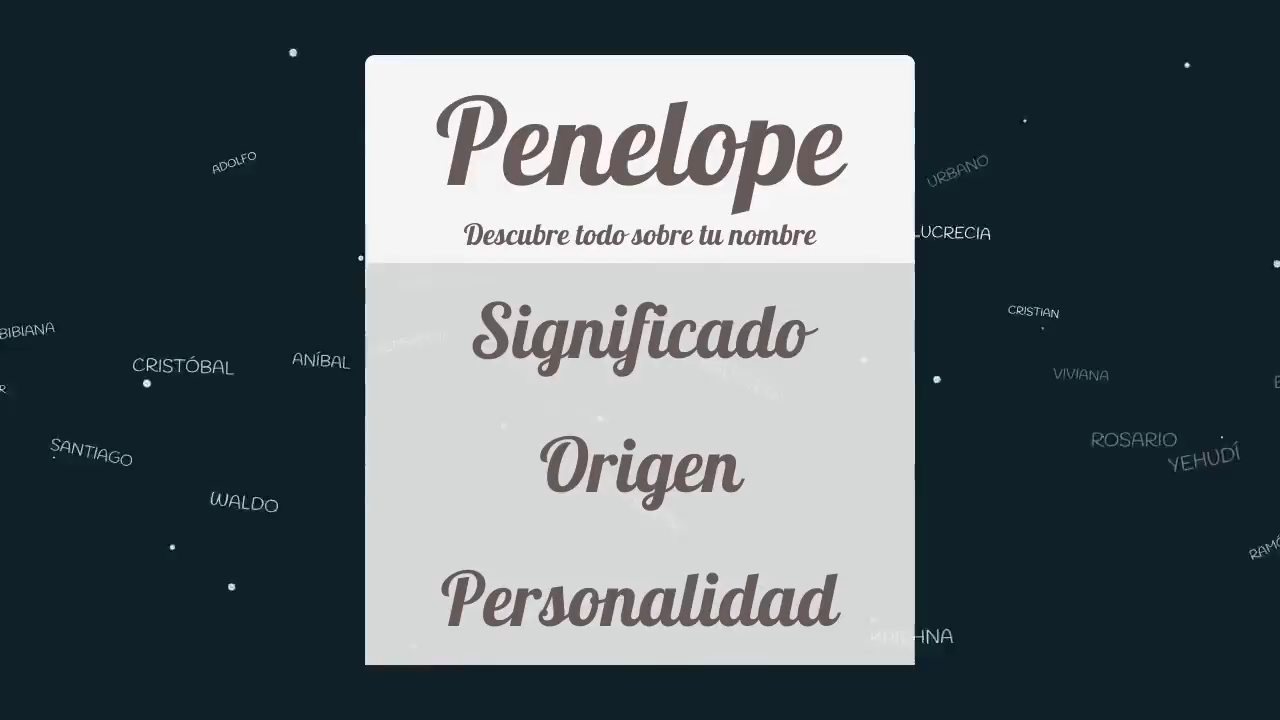 Penelope
Descubre todo sobre tu nombre
Significado
Origen
Personalidad
ADOLFO
URBANO
LUCRECIA
CRISTIAN
BIBIANA
CRISTÓBAL
ANÍBAL
VIVIANA
SANTIAGO
ROSARIO
YEHUDÍ
WALDO